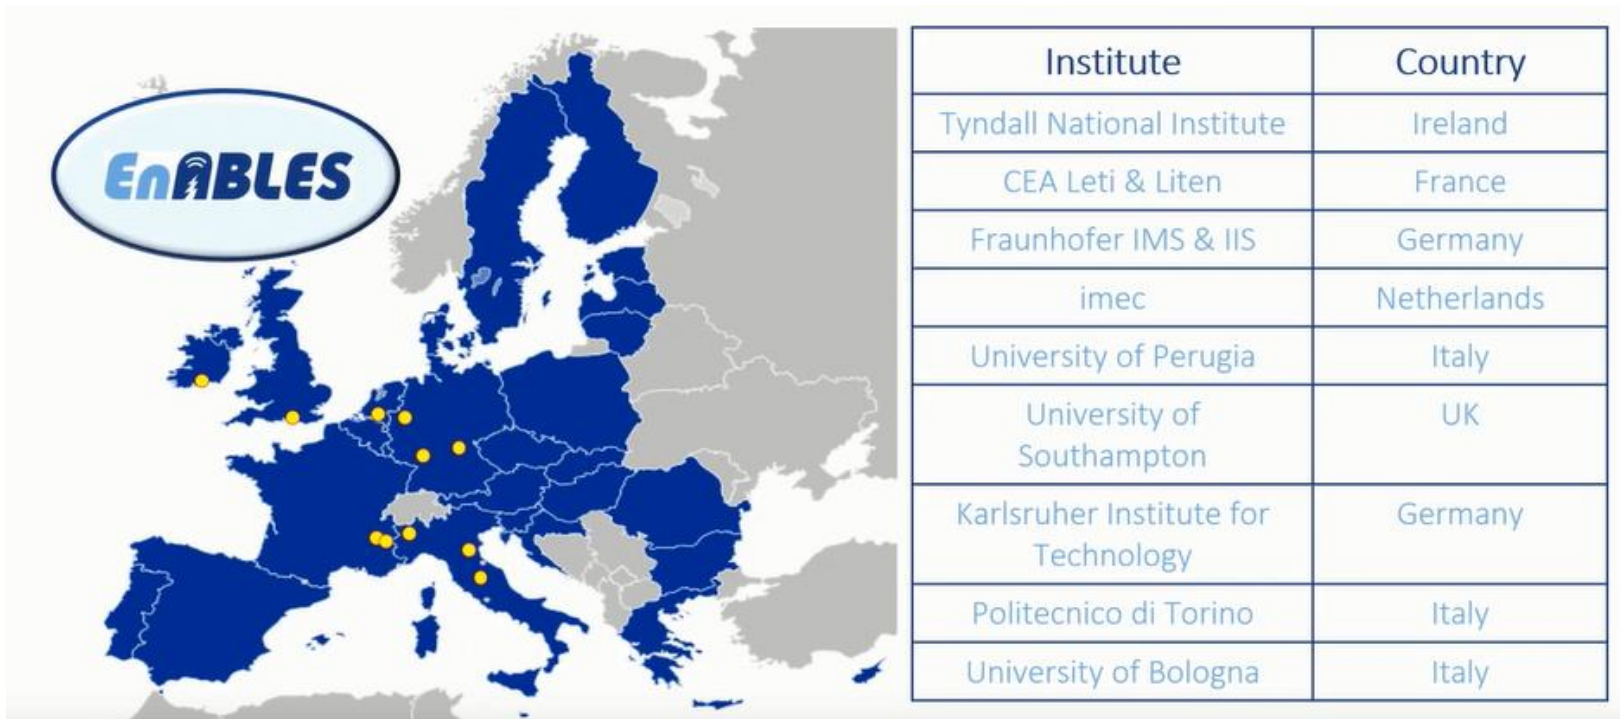 EnABLES
Institute Country
Tyndall National Institute Ireland
CEA Leti & Liten France
Fraunhofer IMS & IIS Germany
imec Netherlands
University of Perugia Italy
University of UK
Southampton
Karlsruher Institute for Germany
Technology
Politecnico di Torino Italy
University of Bologna Italy